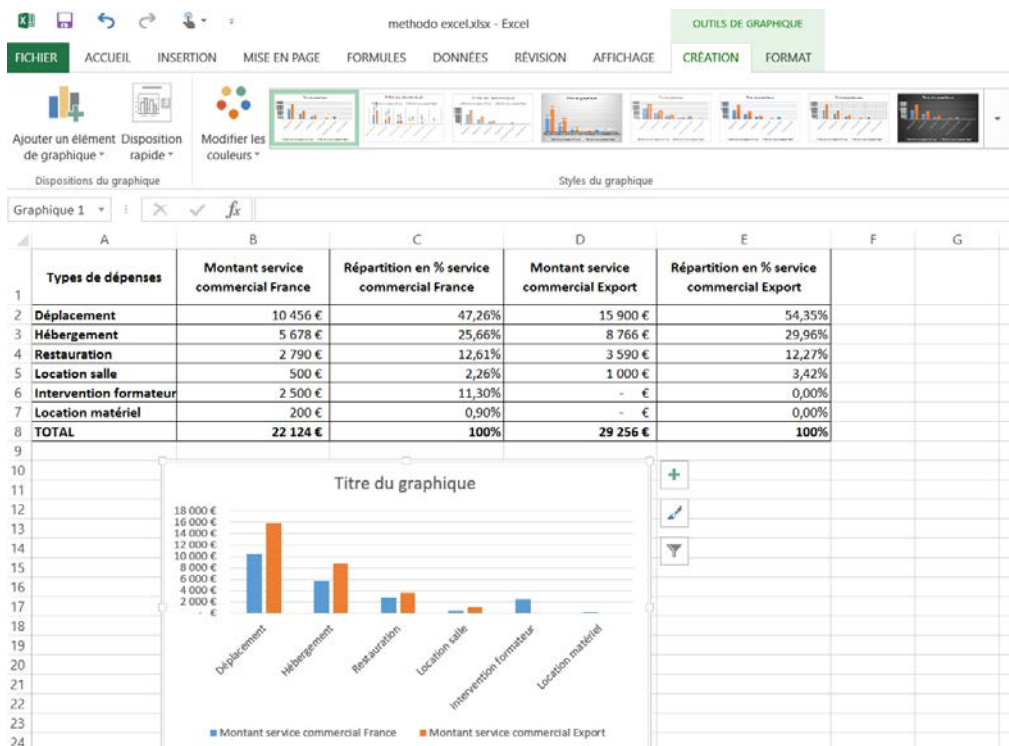 methodo excel.xlsx - Excel
OUTILS DE GRAPHIQUE
FICHIER ACCUEIL INSERTION MISE EN PAGE FORMULES DONNÉES RÉVISION AFFICHAGE CRÉATION FORMAT
Ajouter un élément de graphique
Disposition rapide
Modifier les couleurs
Dispositions du graphique
Styles du graphique
Graphique 1
fx
A B C D E F G
1 Types de dépenses Montant service commercial France Répartition en % service commercial France Montant service commercial Export Répartition en % service commercial Export
2 Déplacement 10 456 € 47,26% 15 900 € 54,35%
3 Hébergement 5 678 € 25,66% 8 766 € 29,96%
4 Restauration 2 790 € 12,61% 3 590 € 12,27%
5 Location salle 500 € 2,26% 1 000 € 3,42%
6 Intervention formateur 2 500 € 11,30% - € 0,00%
7 Location matériel 200 € 0,90% - € 0,00%
8 TOTAL 22 124 € 100% 29 256 € 100%
9
10
11
12
13
14
15
16
17
18
19
20
21
22
23
24
Titre du graphique
18 000 €
16 000 €
14 000 €
12 000 €
10 000 €
8 000 €
6 000 €
4 000 €
2 000 €
- €
Déplacement
Hébergement
Restauration
Location salle
Intervention formateur
Location matériel
Montant service commercial France Montant service commercial Export